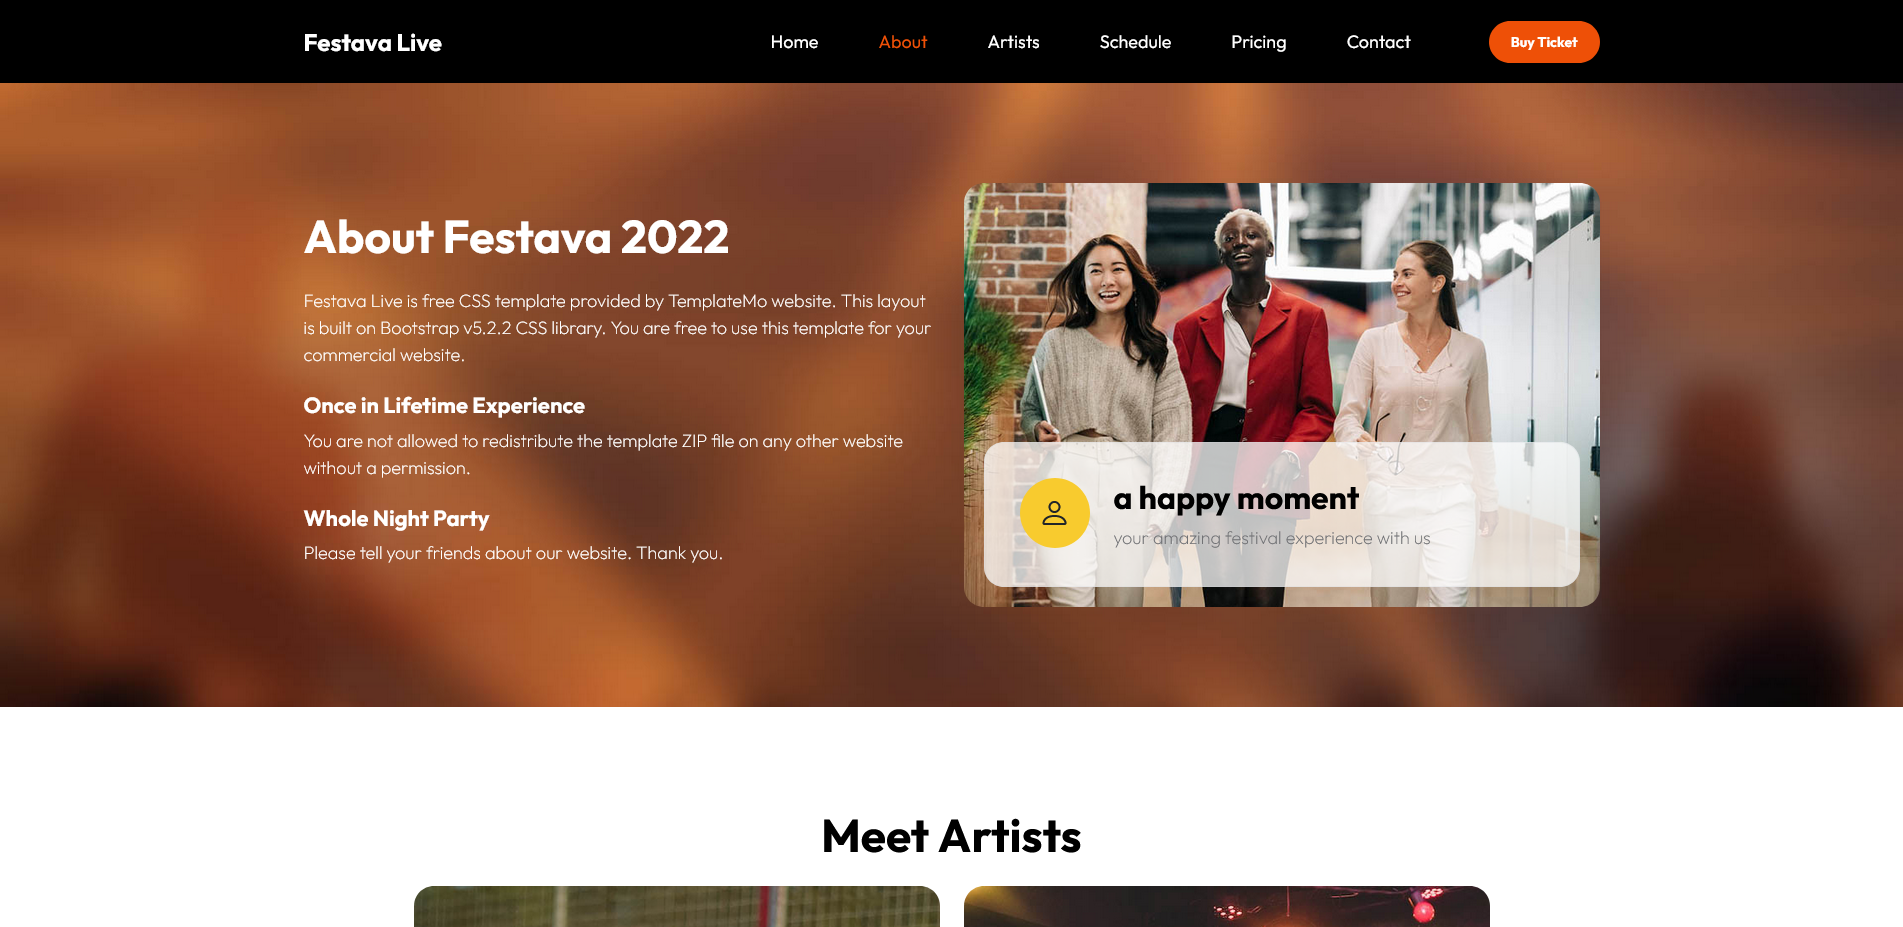 Festava Live
Home About Artists Schedule Pricing Contact Buy Ticket
About Festava 2022
Festava Live is free CSS template provided by TemplateMo website. This layout
is built on Bootstrap v5.2.2 CSS library. You are free to use this template for your
commercial website.
Once in Lifetime Experience
You are not allowed to redistribute the template ZIP file on any other website
without a permission.
Whole Night Party
Please tell your friends about our website. Thank you.
a happy moment
your amazing festival experience with us
Meet Artists